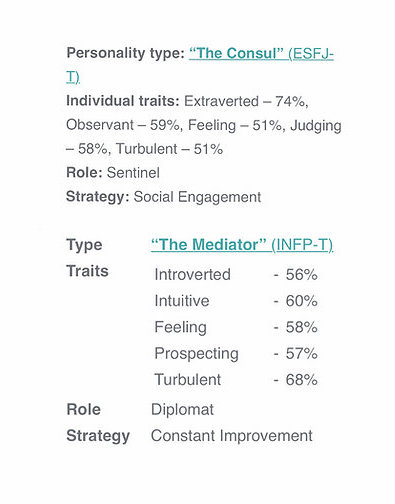 Personality type: “The Consul” (ESFJ-
T)
Individual traits: Extraverted – 74%,
Observant – 59%, Feeling – 51%, Judging
– 58%, Turbulent – 51%
Role: Sentinel
Strategy: Social Engagement
Type “The Mediator” (INFP-T)
Traits
Introverted - 56%
Intuitive - 60%
Feeling - 58%
Prospecting - 57%
Turbulent - 68%
Role Diplomat
Strategy Constant Improvement